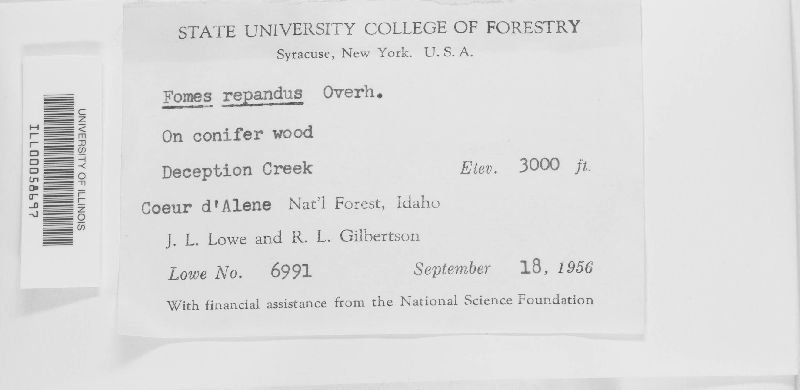 STATE UNIVERSITY COLLEGE OF FORESTRY
Syracuse, New York. U. S. A.
Fomes repandus Overh.
On conifer wood
Deception Creek Elev. 3000 ft.
Coeur d'Alene Nat'l Forest, Idaho
J. L. Lowe and R. L. Gilbertson
Lowe No. 6991 September 18, 1956
With financial assistance from the National Science Foundation
UNIVERSITY OF ILLINOIS
ILL00058697